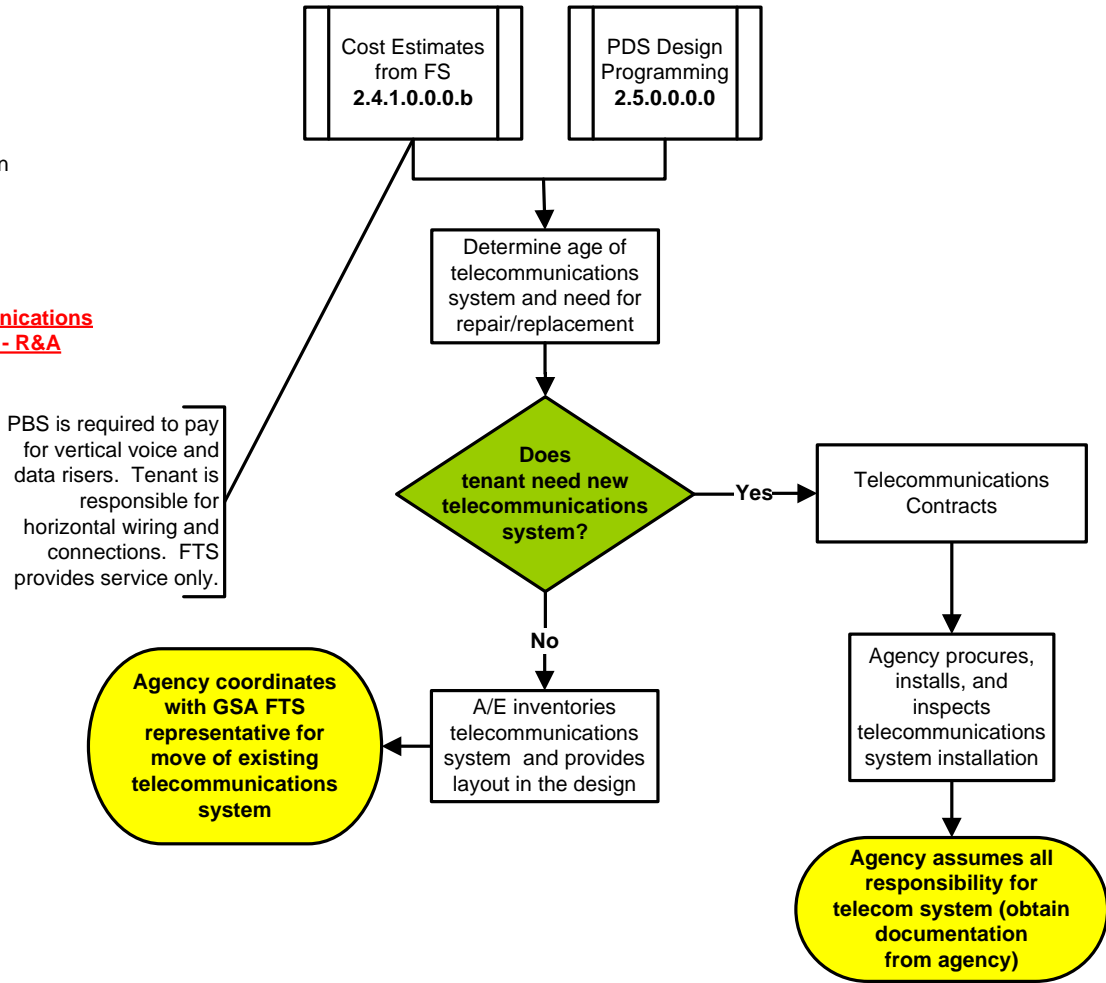 Cost Estimates
from FS
2.4.1.0.0.0.b
PDS Design
Programming
2.5.0.0.0.0
n
nications
- R&A
Determine age of
telecommunications
system and need for
repair/replacement
PBS is required to pay
for vertical voice and
data risers. Tenant is
responsible for
horizontal wiring and
connections. FTS
provides service only.
Does
tenant need new
telecommunications
system?
Yes
Telecommunications
Contracts
No
Agency procures,
installs, and
inspects
telecommunications
system installation
Agency coordinates
with GSA FTS
representative for
move of existing
telecommunications
system
A/E inventories
telecommunications
system and provides
layout in the design
Agency assumes all
responsibility for
telecom system (obtain
documentation
from agency)